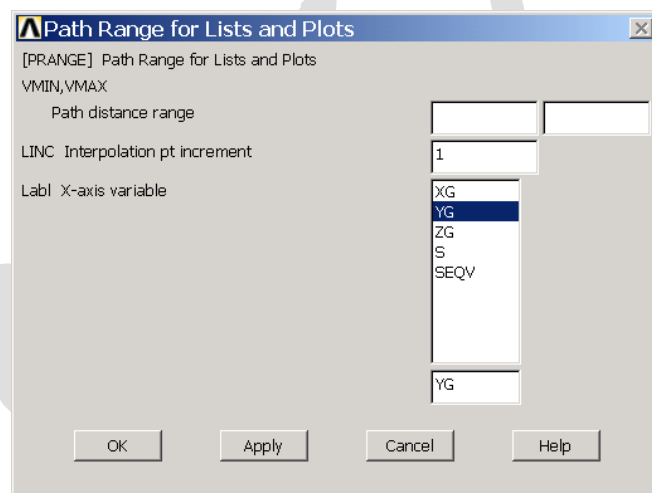 Path Range for Lists and Plots
[PRANGE] Path Range for Lists and Plots
VMIN,VMAX
Path distance range
LINC Interpolation pt increment
1
Labl X-axis variable
XG
YG
ZG
S
SEQV
YG
OK Apply Cancel Help